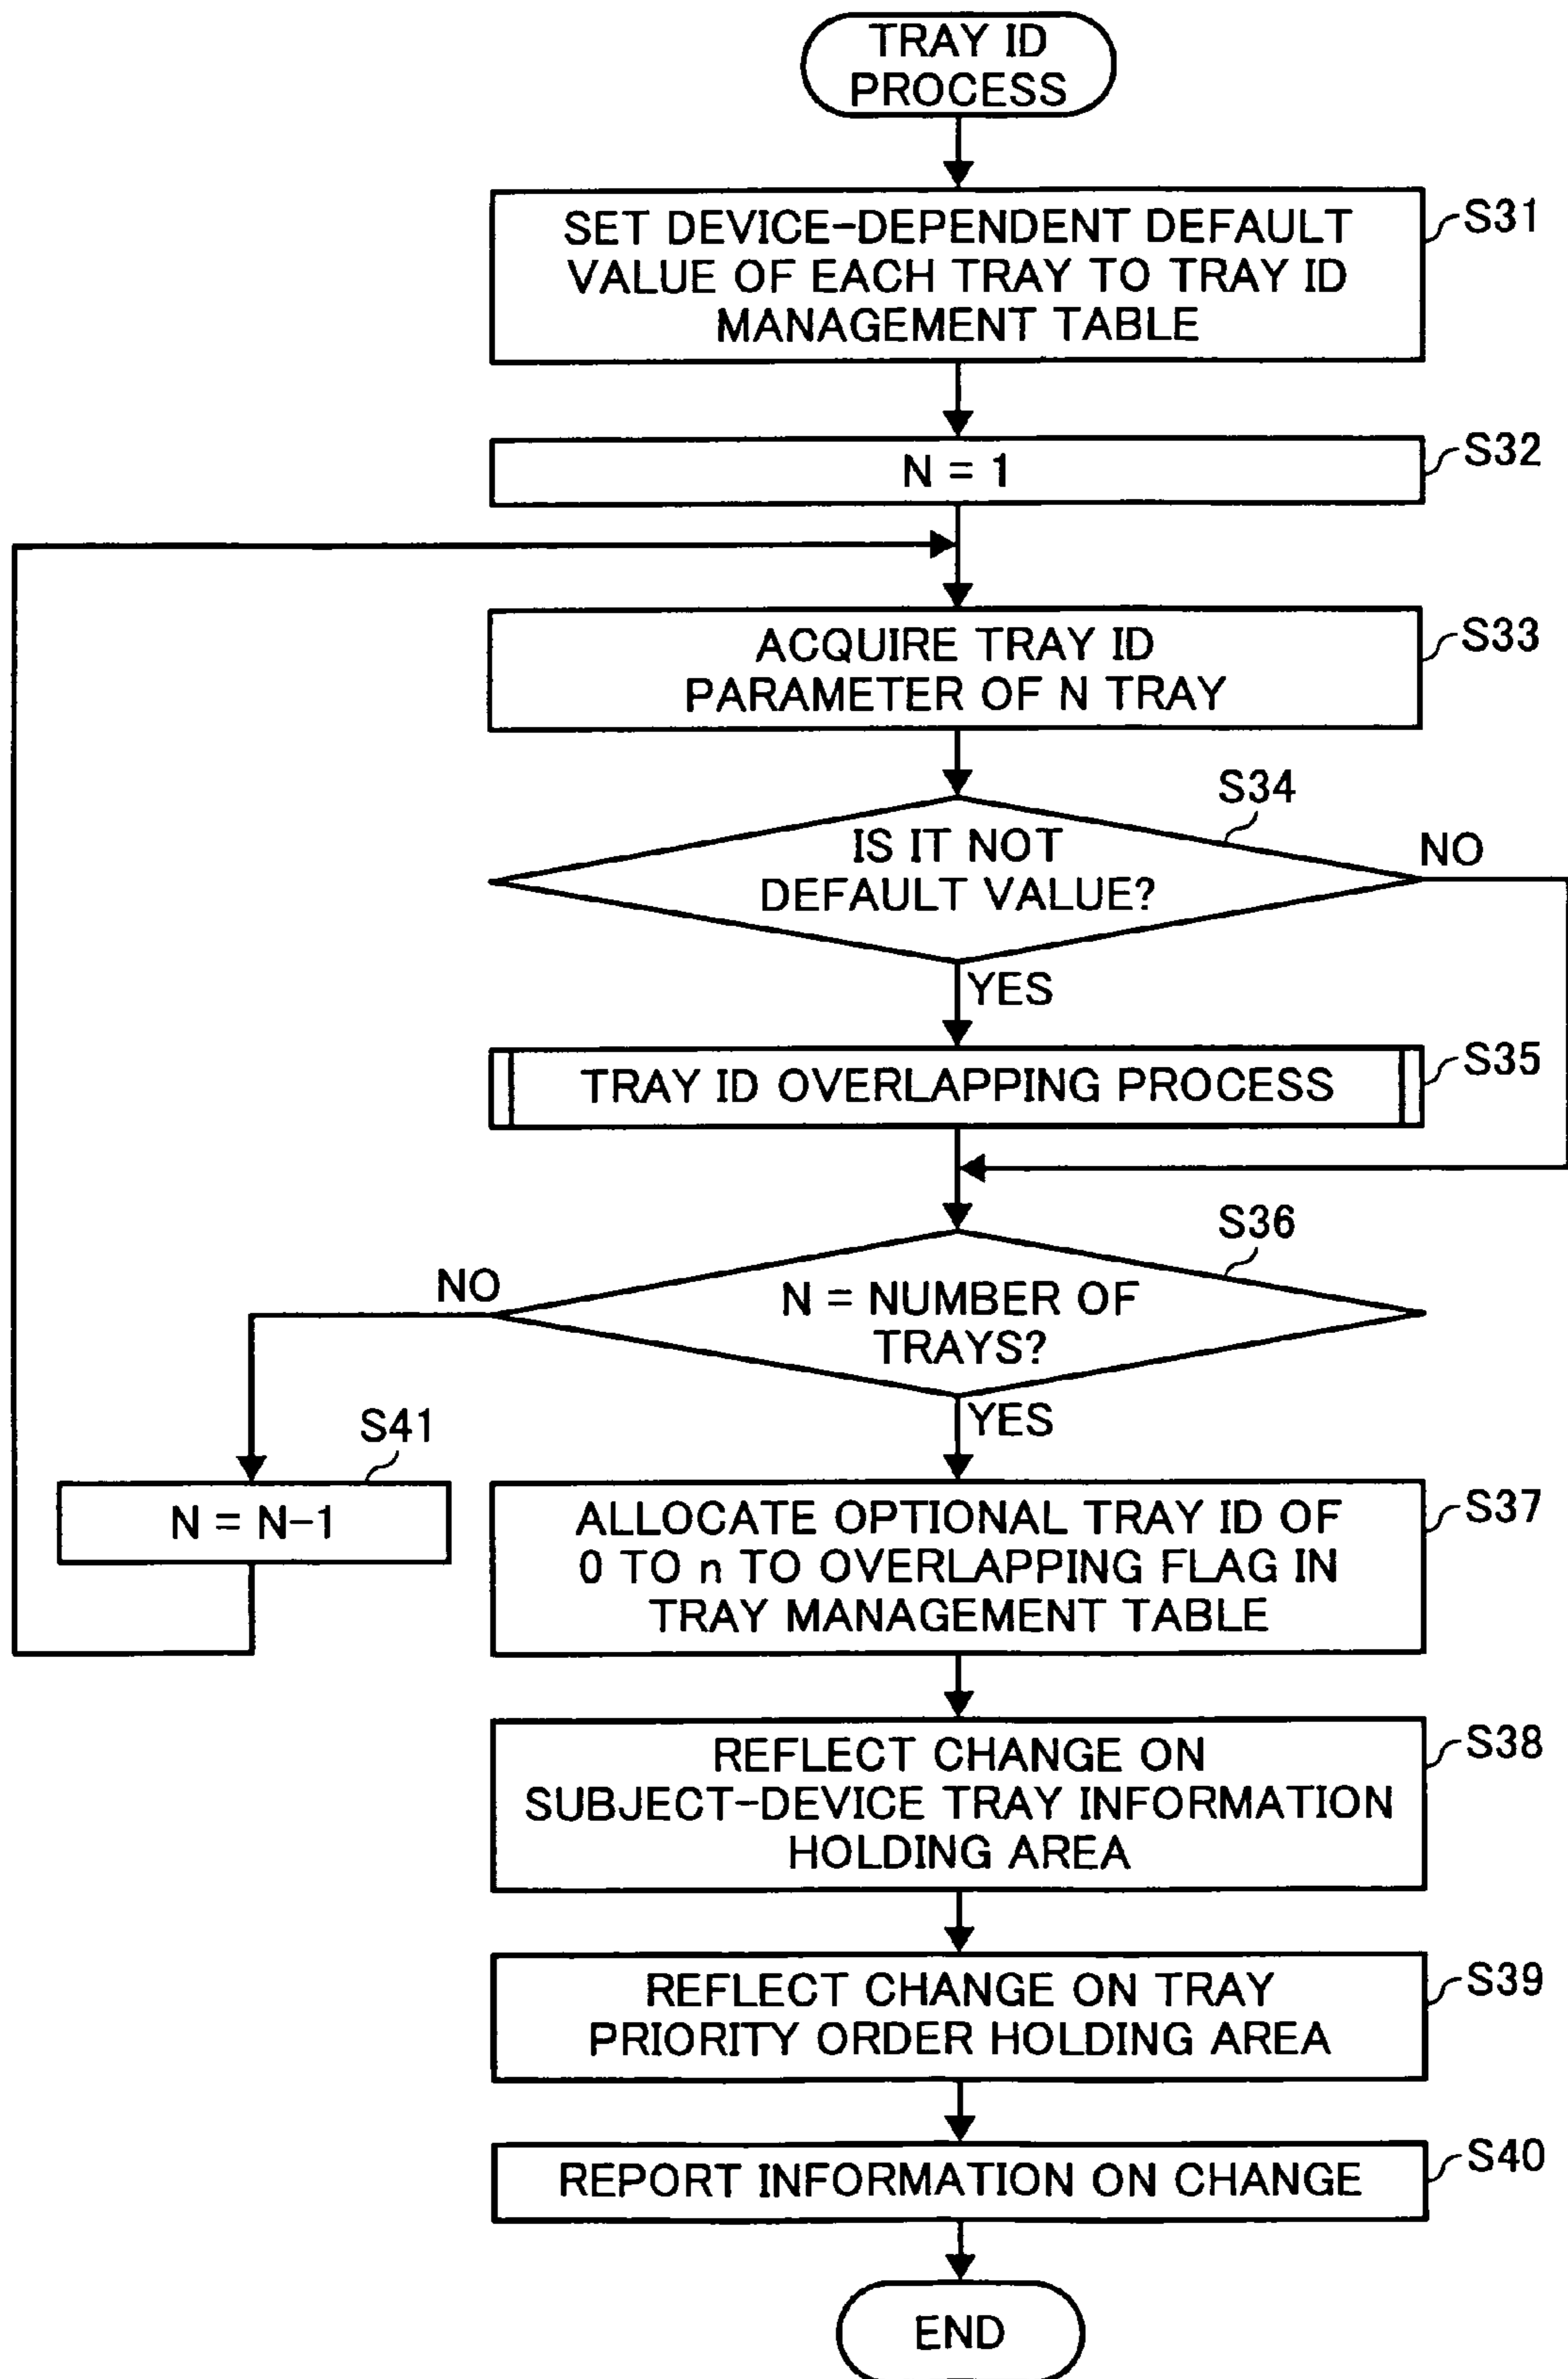 TRAY ID
PROCESS
SET DEVICE-DEPENDENT DEFAULT
VALUE OF EACH TRAY TO TRAY ID
MANAGEMENT TABLE
S31
N = 1
S32
ACQUIRE TRAY ID
PARAMETER OF N TRAY
S33
S34
IS IT NOT
DEFAULT VALUE?
NO
YES
TRAY ID OVERLAPPING PROCESS
S35
S36
NO
N = NUMBER OF
TRAYS?
YES
S41
N = N-1
ALLOCATE OPTIONAL TRAY ID OF
0 TO n TO OVERLAPPING FLAG IN
TRAY MANAGEMENT TABLE
S37
REFLECT CHANGE ON
SUBJECT-DEVICE TRAY INFORMATION
HOLDING AREA
S38
REFLECT CHANGE ON TRAY
PRIORITY ORDER HOLDING AREA
S39
REPORT INFORMATION ON CHANGE
S40
END